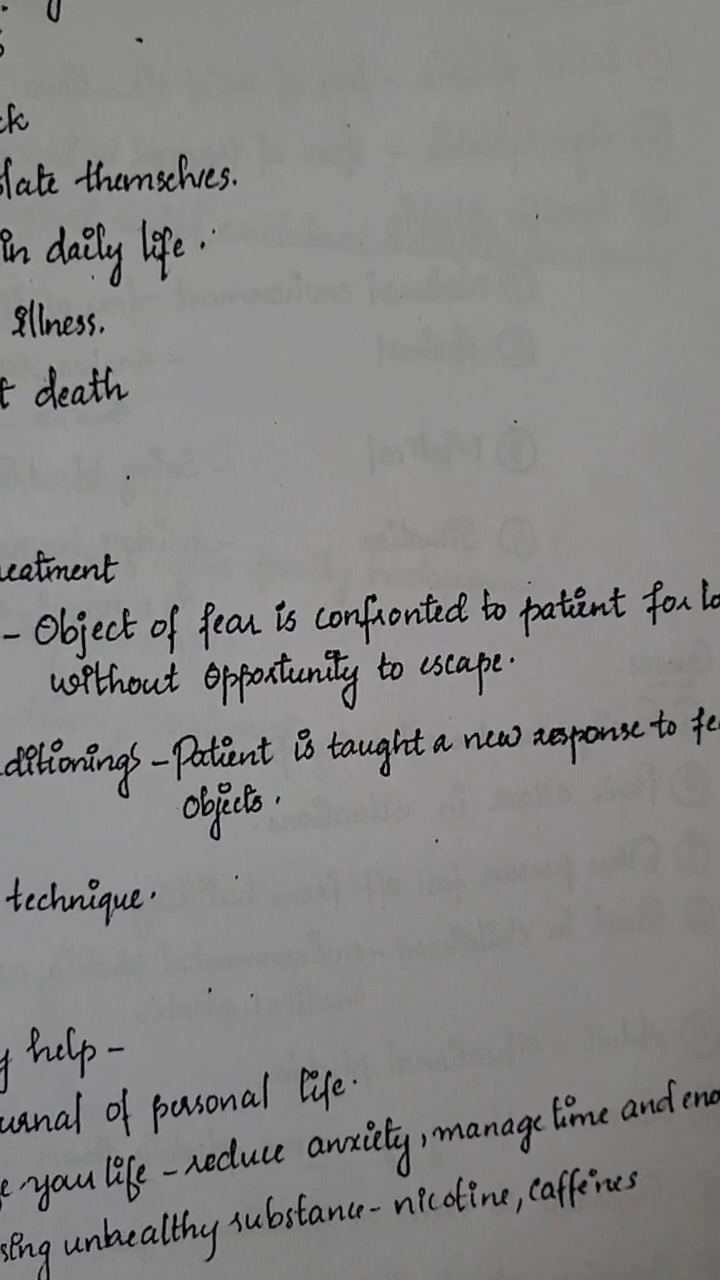 ck
late themselves.
in daily life.
illness.
t death
eatment
- Object of fear is confronted to patient for lo
without opportunity to escape.
ditionings - Patient is taught a new response to fe
objects.
technique.
y help -
urnal of personal life.
e your life - reduce anxiety, manage time and ene
sing unhealthy substance - nicotine, caffeines